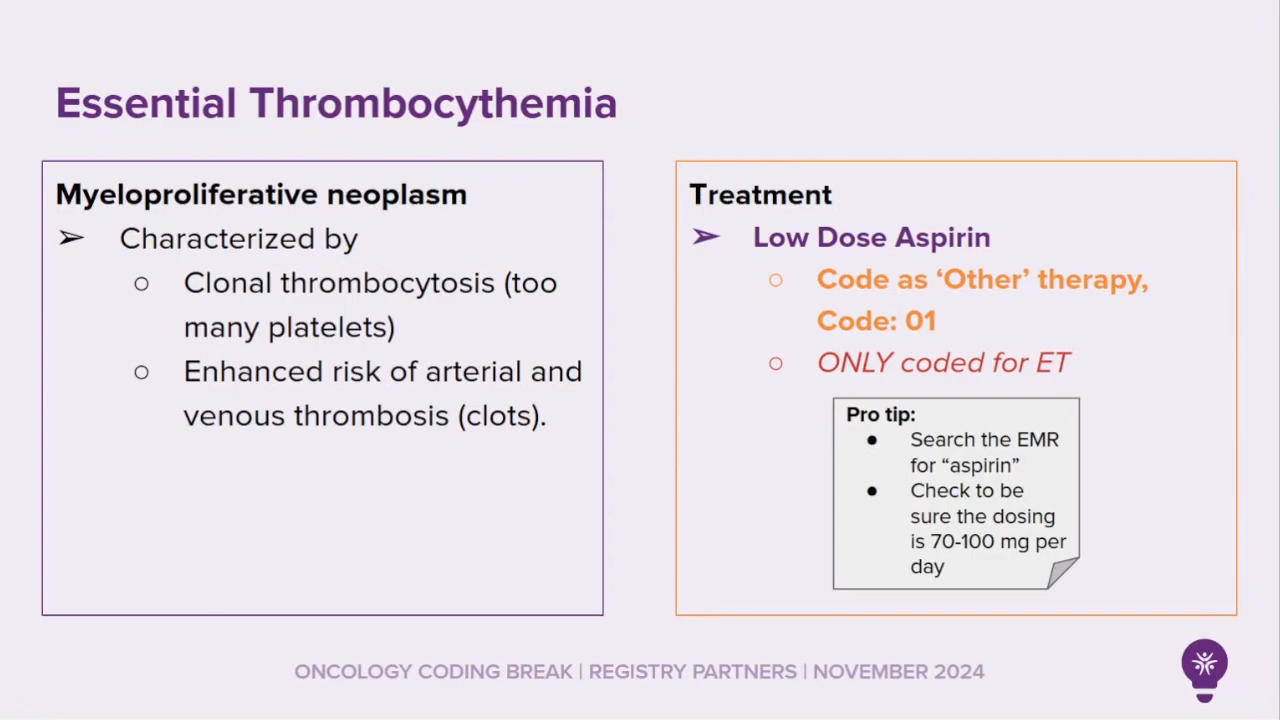 Essential Thrombocythemia
Myeloproliferative neoplasm
➢ Characterized by
○ Clonal thrombocytosis (too
many platelets)
○ Enhanced risk of arterial and
venous thrombosis (clots).
Treatment
➢ Low Dose Aspirin
○ Code as ‘Other’ therapy,
Code: 01
○ ONLY coded for ET
Pro tip:
● Search the EMR
for “aspirin”
● Check to be
sure the dosing
is 70-100 mg per
day
ONCOLOGY CODING BREAK | REGISTRY PARTNERS | NOVEMBER 2024